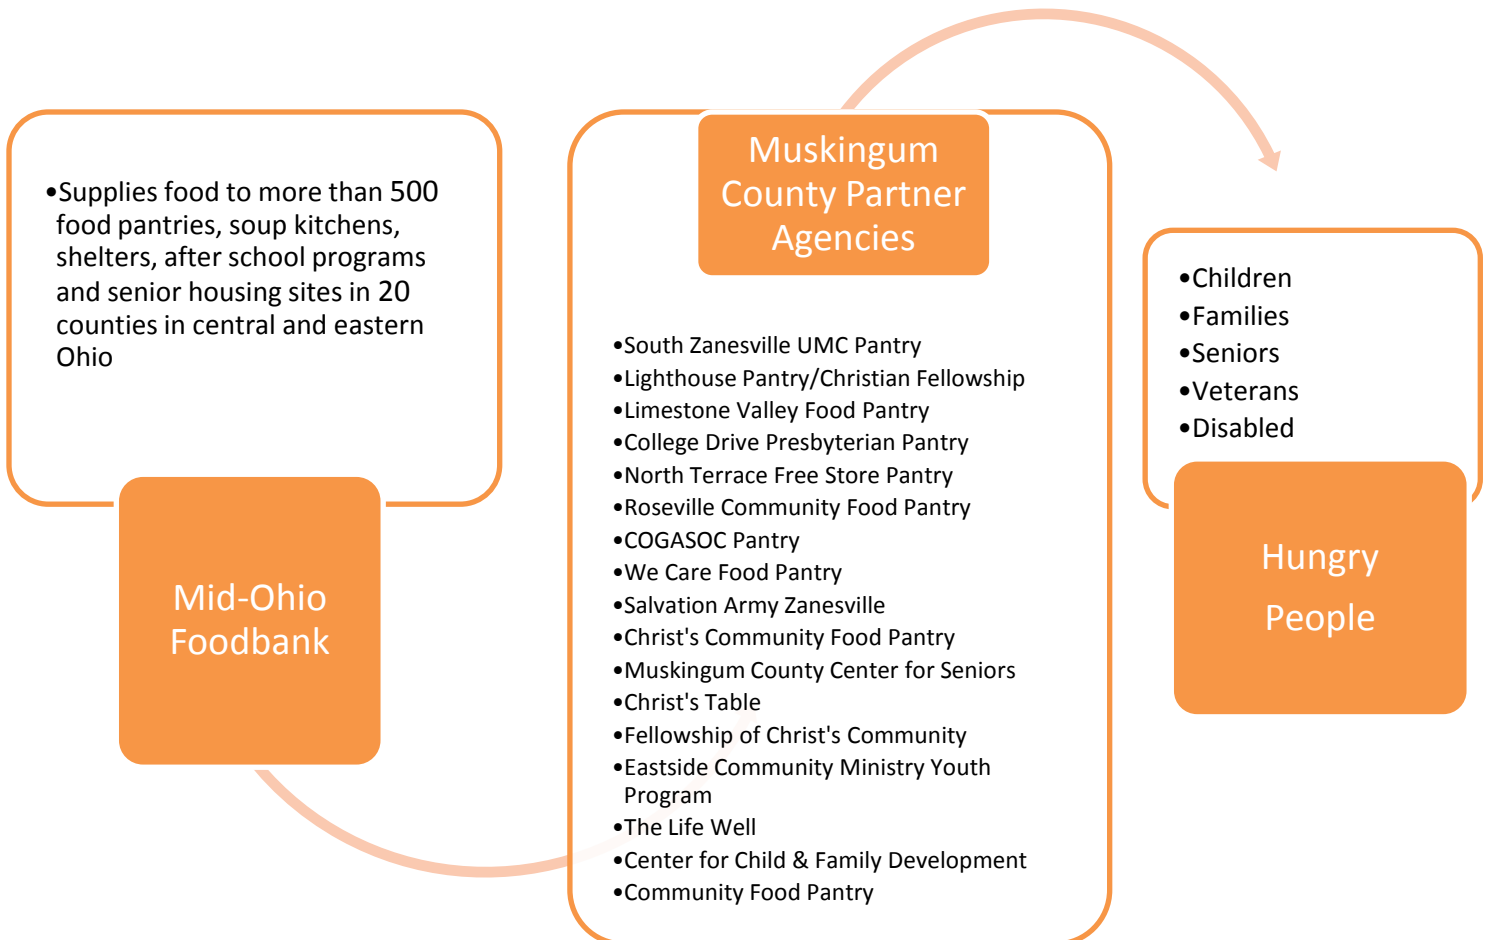 •Supplies food to more than 500
food pantries, soup kitchens,
shelters, after school programs
and senior housing sites in 20
counties in central and eastern
Ohio
Mid-Ohio
Foodbank
Muskingum
County Partner
Agencies
•South Zanesville UMC Pantry
•Lighthouse Pantry/Christian Fellowship
•Limestone Valley Food Pantry
•College Drive Presbyterian Pantry
•North Terrace Free Store Pantry
•Roseville Community Food Pantry
•COGASOC Pantry
•We Care Food Pantry
•Salvation Army Zanesville
•Christ's Community Food Pantry
•Muskingum County Center for Seniors
•Christ's Table
•Fellowship of Christ's Community
•Eastside Community Ministry Youth
Program
•The Life Well
•Center for Child & Family Development
•Community Food Pantry
•Children
•Families
•Seniors
•Veterans
•Disabled
Hungry
People